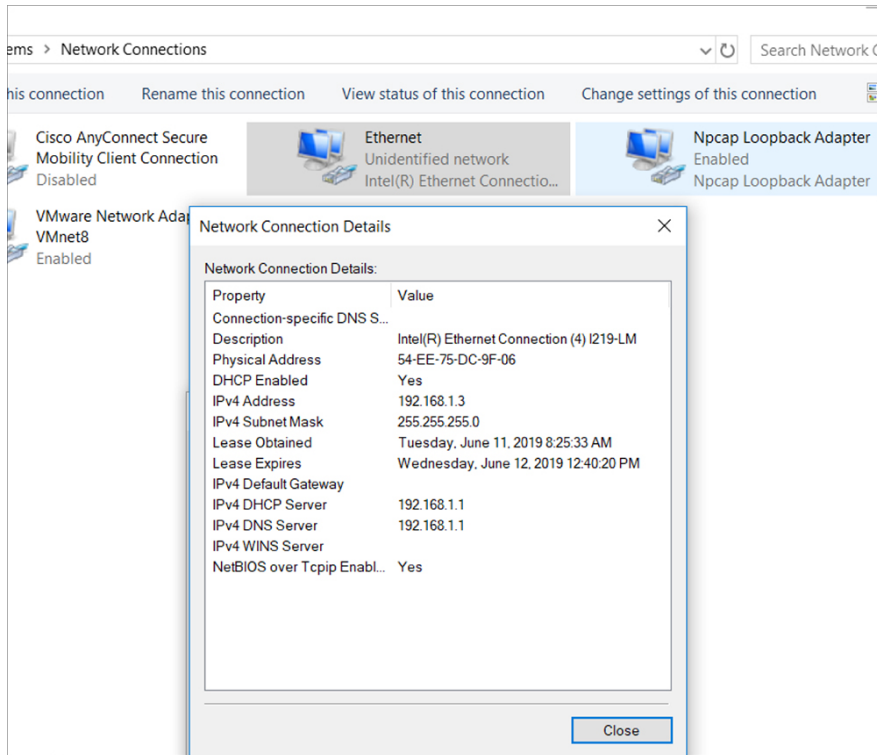 ems > Network Connections
Search Network
his connection Rename this connection View status of this connection Change settings of this connection
Cisco AnyConnect Secure
Mobility Client Connection
Disabled
Ethernet
Unidentified network
Intel(R) Ethernet Connectio...
Npcap Loopback Adapter
Enabled
Npcap Loopback Adapter
VMware Network Adap
VMnet8
Enabled
Network Connection Details
Network Connection Details:
Property Value
Connection-specific DNS S...
Description Intel(R) Ethernet Connection (4) I219-LM
Physical Address 54-EE-75-DC-9F-06
DHCP Enabled Yes
IPv4 Address 192.168.1.3
IPv4 Subnet Mask 255.255.255.0
Lease Obtained Tuesday, June 11, 2019 8:25:33 AM
Lease Expires Wednesday, June 12, 2019 12:40:20 PM
IPv4 Default Gateway
IPv4 DHCP Server 192.168.1.1
IPv4 DNS Server 192.168.1.1
IPv4 WINS Server
NetBIOS over Tcpip Enabl... Yes
Close